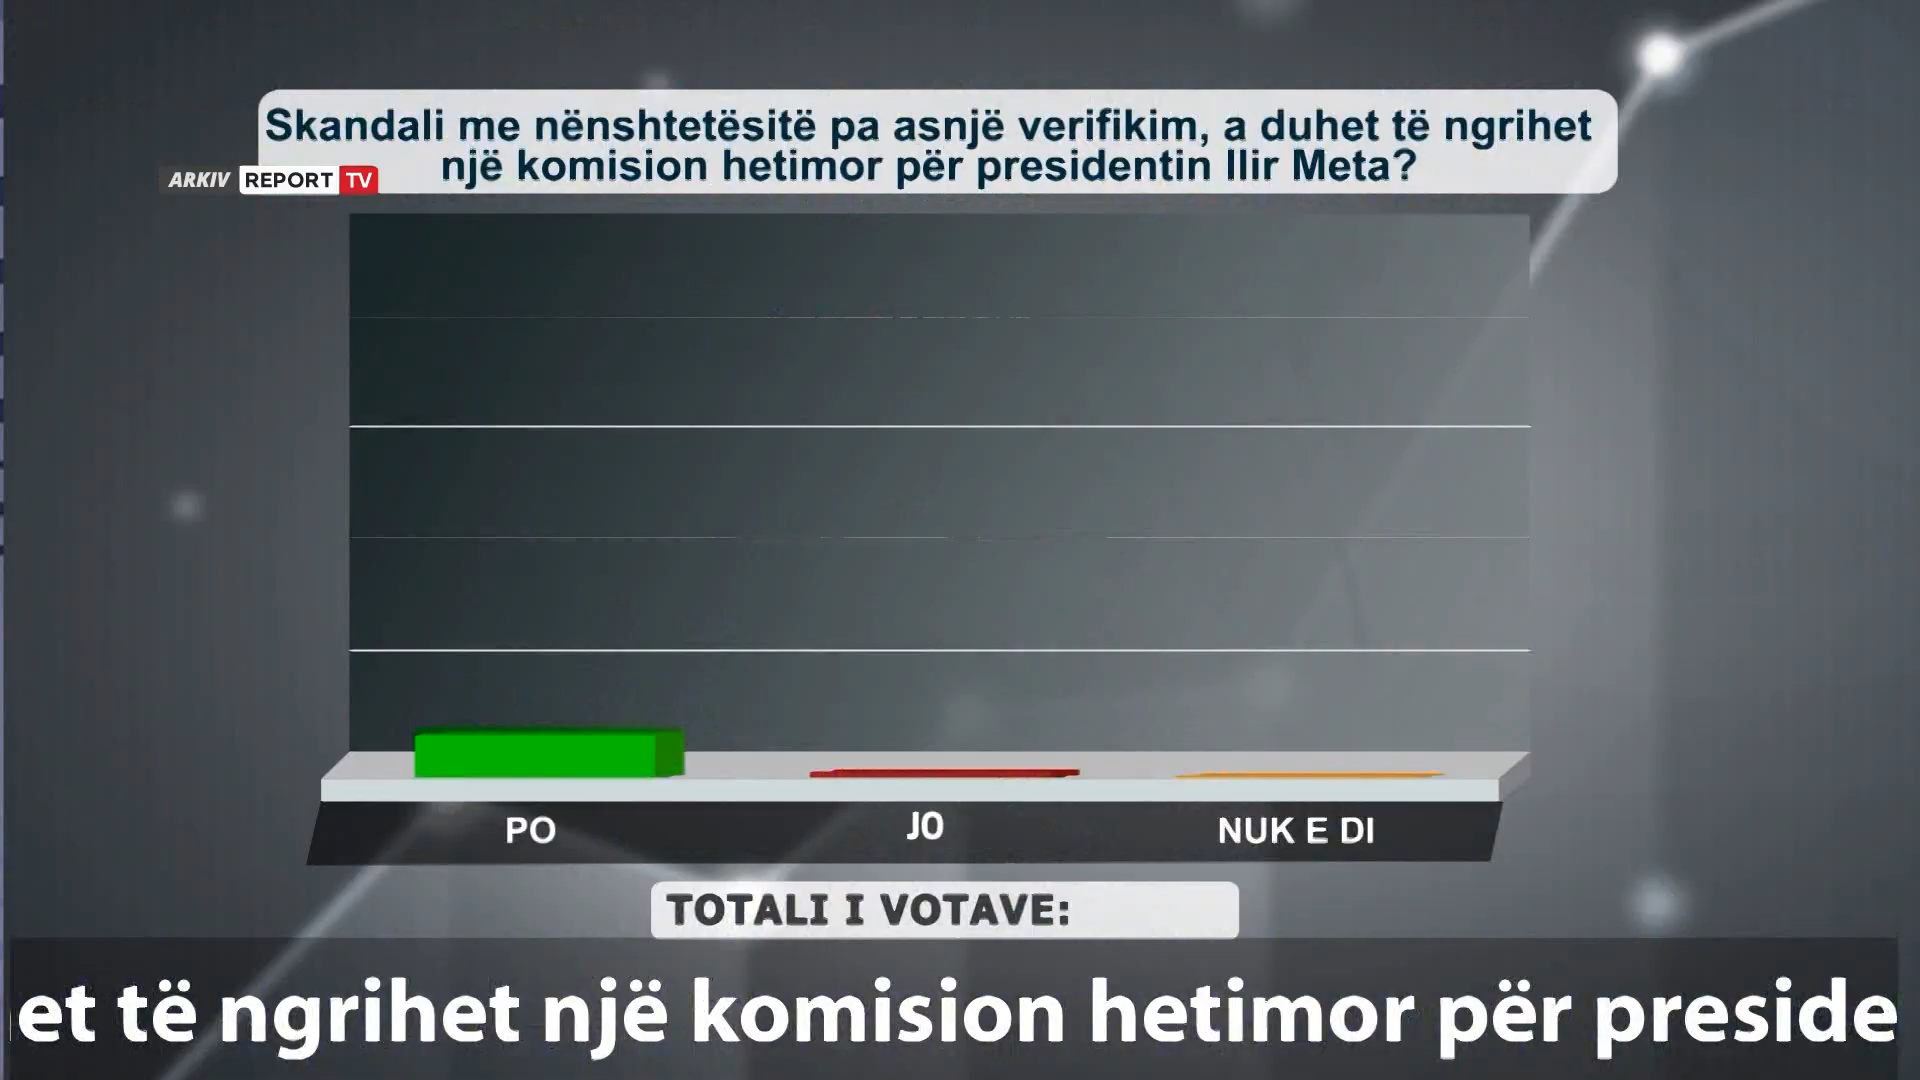 Skandali me nënshtetësitë pa asnjë verifikim, a duhet të ngrihet
një komision hetimor për presidentin Ilir Meta?
ARKIV REPORT TV
PO
JO
NUK E DI
TOTALI I VOTAVE:
et të ngrihet një komision hetimor për preside